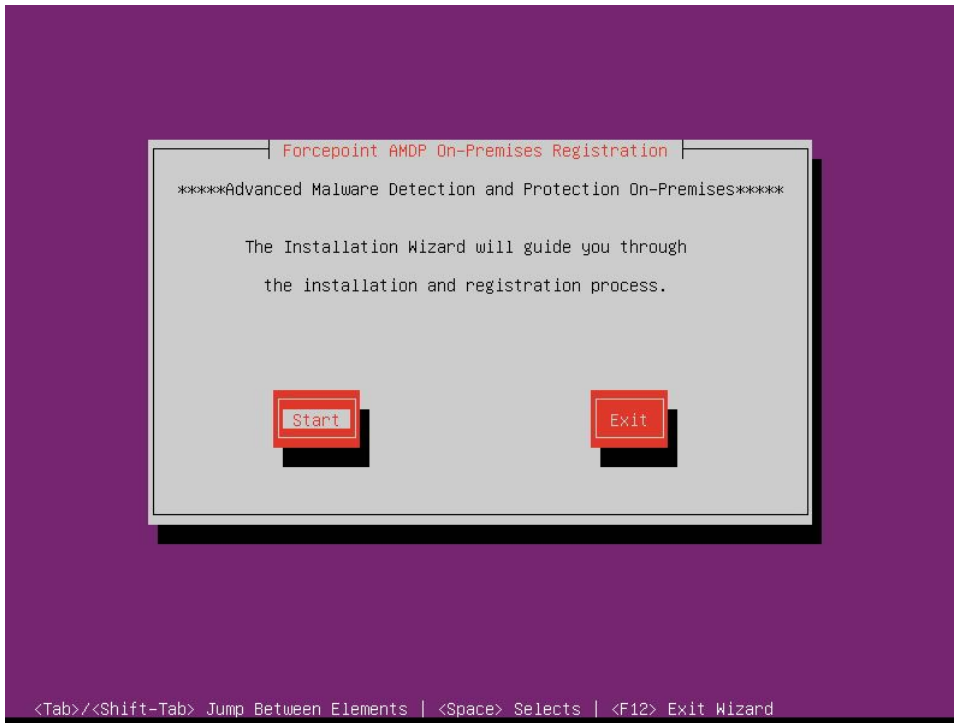 Forcepoint AMDP On-Premises Registration
*****Advanced Malware Detection and Protection On-Premises*****
The Installation Wizard will guide you through
the installation and registration process.
Start
Exit
<Tab>/<Shift-Tab> Jump Between Elements | <Space> Selects | <F12> Exit Wizard